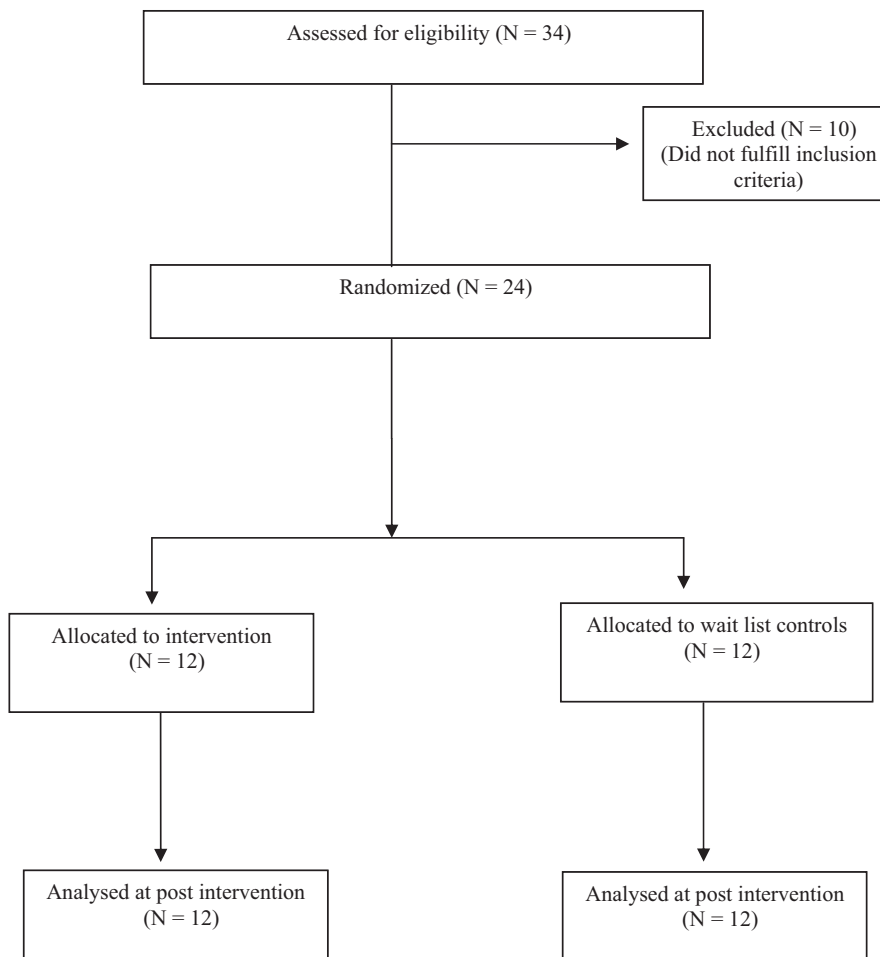 Assessed for eligibility (N = 34)
Excluded (N = 10)
(Did not fulfill inclusion
criteria)
Randomized (N = 24)
Allocated to intervention
(N = 12)
Allocated to wait list controls
(N = 12)
Analysed at post intervention
(N = 12)
Analysed at post intervention
(N = 12)